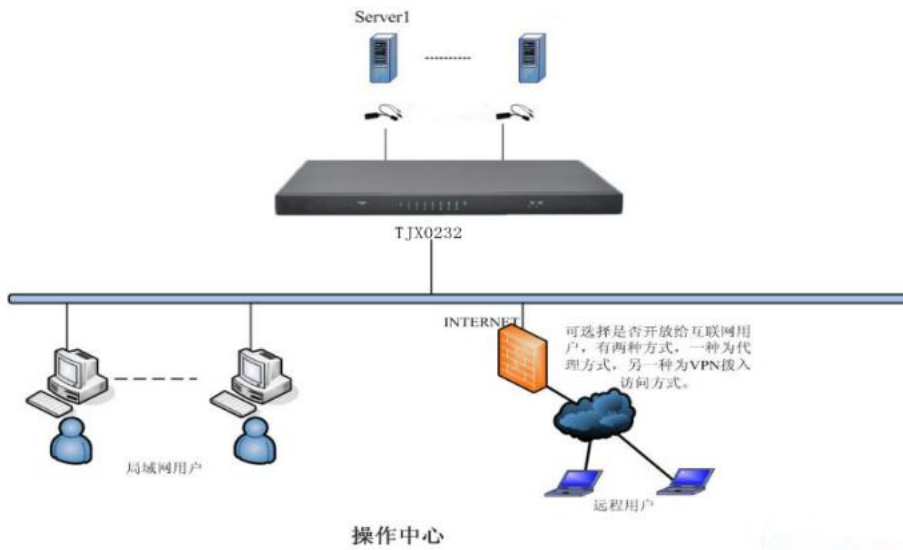 Server1
TJX0232
INTERNET
可选择是否开放给互联网用
户，有两种方式，一种为代
理方式，另一种为VPN拨入
访问方式。
局域网用户
远程用户
操作中心